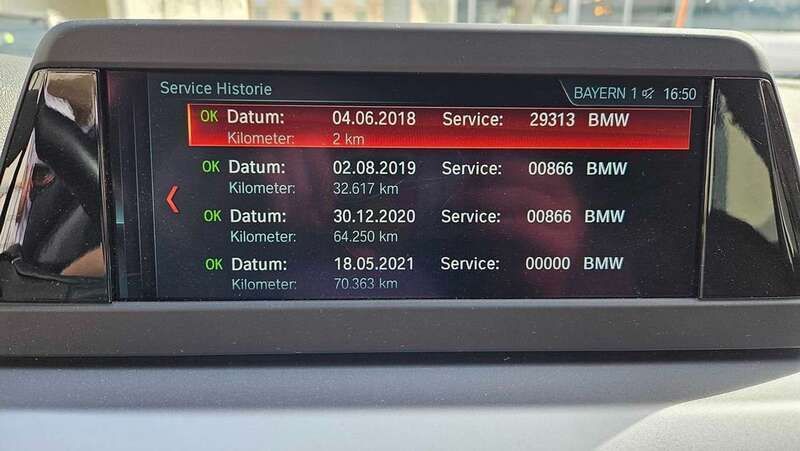 Service Historie
BAYERN 1 16:50
OK Datum: 04.06.2018 Service: 29313 BMW
Kilometer: 2 km
OK Datum: 02.08.2019 Service: 00866 BMW
Kilometer: 32.617 km
OK Datum: 30.12.2020 Service: 00866 BMW
Kilometer: 64.250 km
OK Datum: 18.05.2021 Service: 00000 BMW
Kilometer: 70.363 km